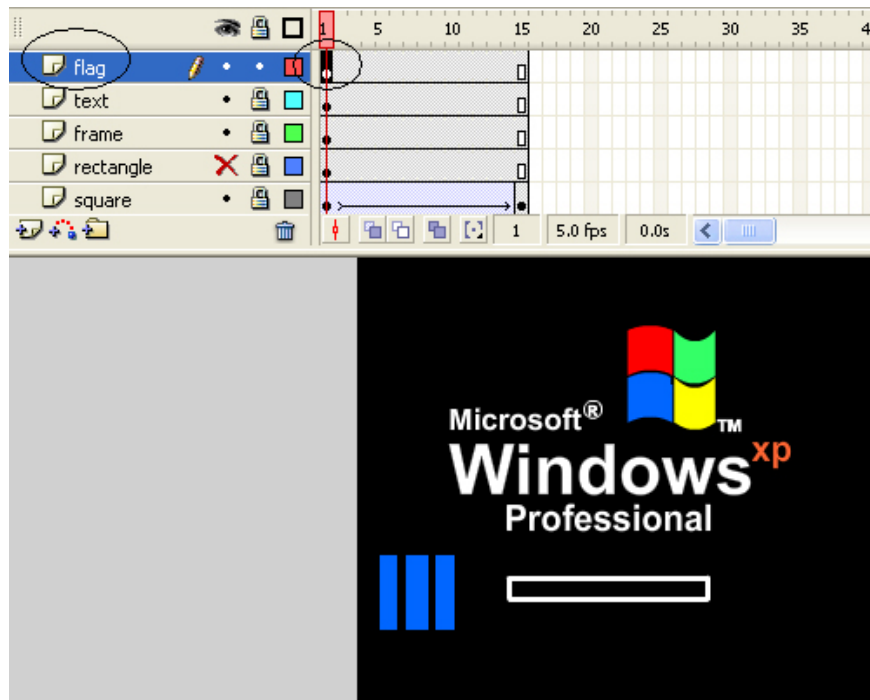 1 5 10 15 20 25 30 35 4
flag
text
frame
rectangle
square
1 5.0 fps 0.0s
Microsoft® TM
Windows xp
Professional